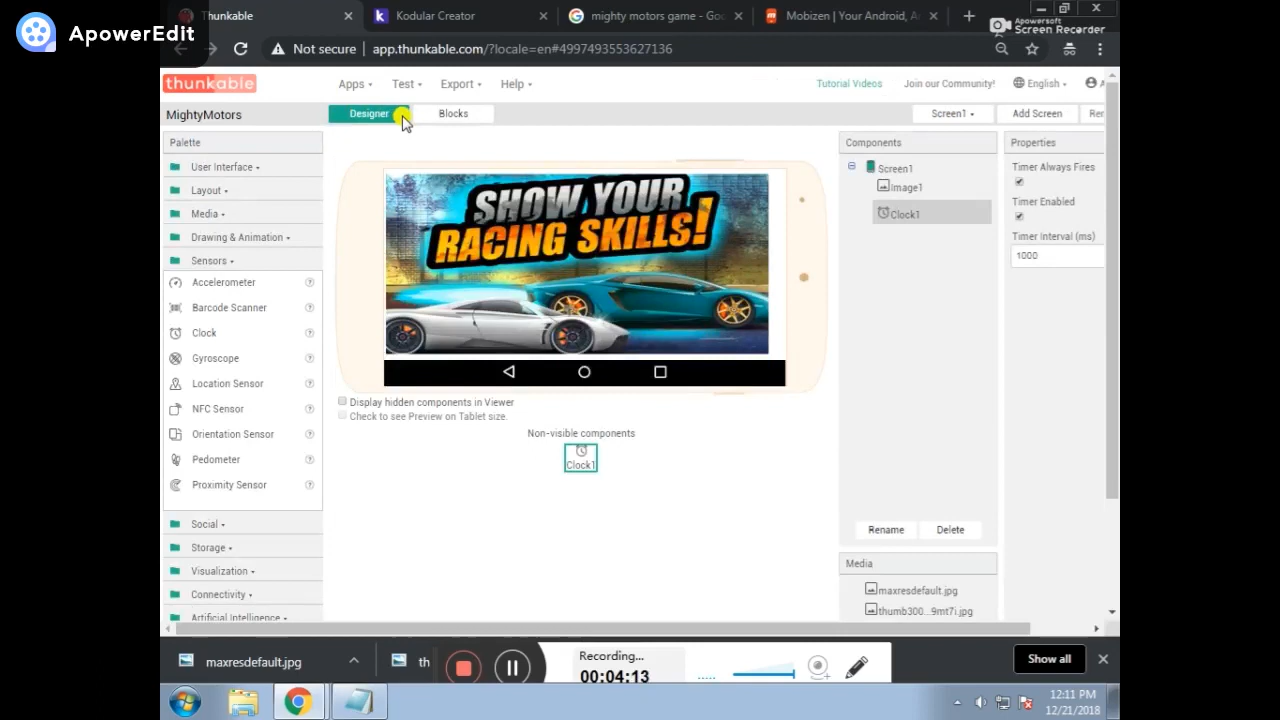 ApowerEdit
Thunkable
Kodular Creator
mighty motors game - Goo
Mobizen | Your Android, A
Apowersoft
Screen Recorder
Not secure
app.thunkable.com/?locale=en#4997493553627136
thunkable
Apps
Test
Export
Help
Tutorial Videos
Join our Community!
English
A
MightyMotors
Designer
Blocks
Screen1
Add Screen
Palette
Components
Properties
User Interface
Layout
Media
Drawing & Animation
Sensors
Accelerometer
Barcode Scanner
Clock
Gyroscope
Location Sensor
NFC Sensor
Orientation Sensor
Pedometer
Proximity Sensor
Social
Storage
Visualization
Connectivity
Artificial Intelligence
SHOW YOUR
RACING SKILLS!
Display hidden components in Viewer
Check to see Preview on Tablet size.
Non-visible components
Clock1
Screen1
Image1
Clock1
Timer Always Fires
Timer Enabled
Timer Interval (ms)
1000
Rename
Delete
Media
maxresdefault.jpg
thumb300...9mt7i.jpg
maxresdefault.jpg
th
Recording...
00:04:13
Show all
12:11 PM
12/21/2018